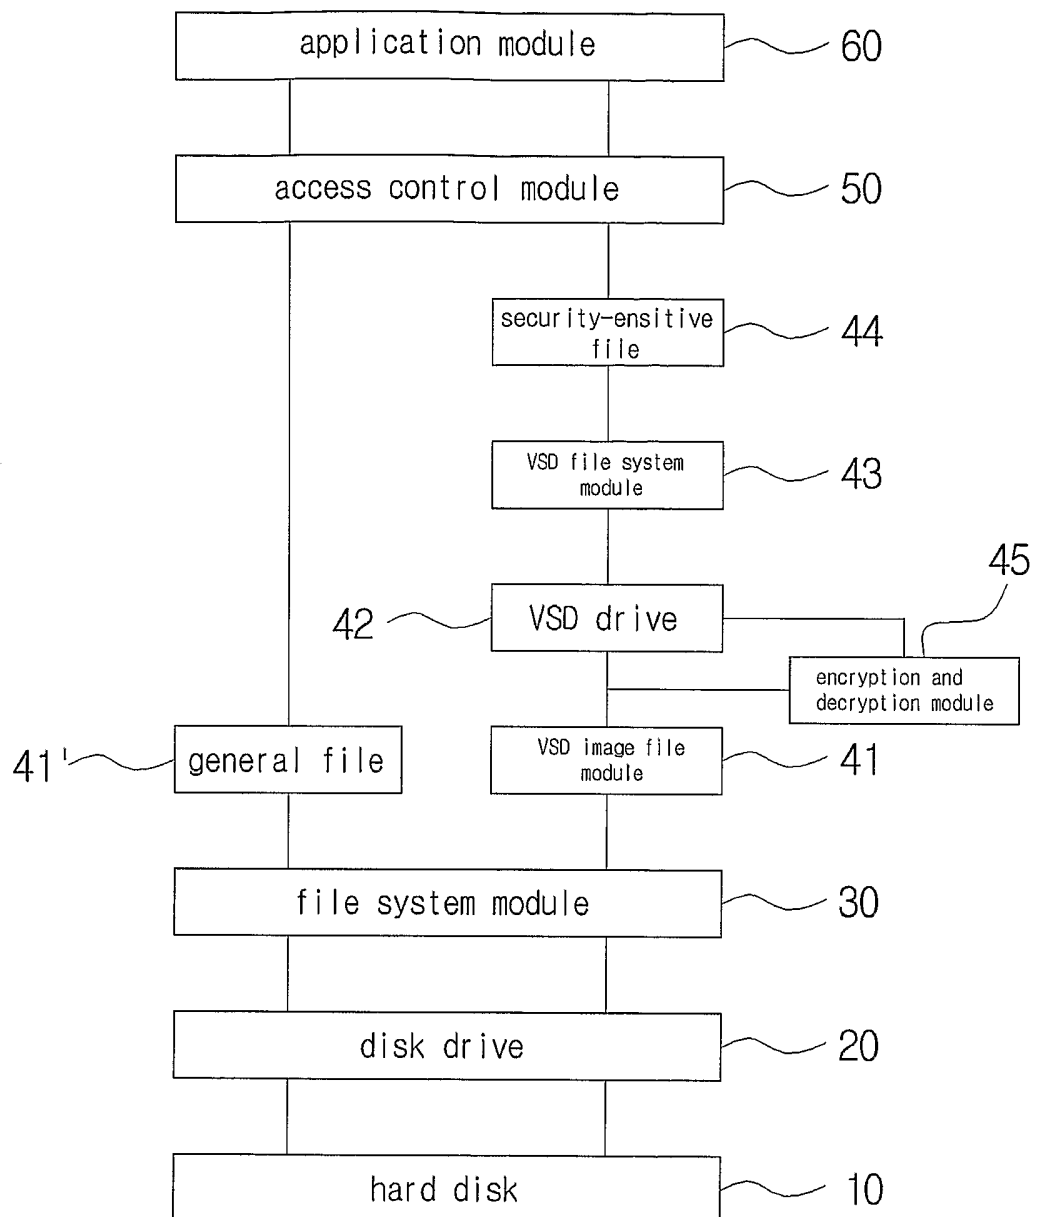 application module
60
access control module
50
security-ensitive
file
44
VSD file system
module
43
45
42
VSD drive
encryption and
decryption module
41'
general file
VSD image file
module
41
file system module
30
disk drive
20
hard disk
10